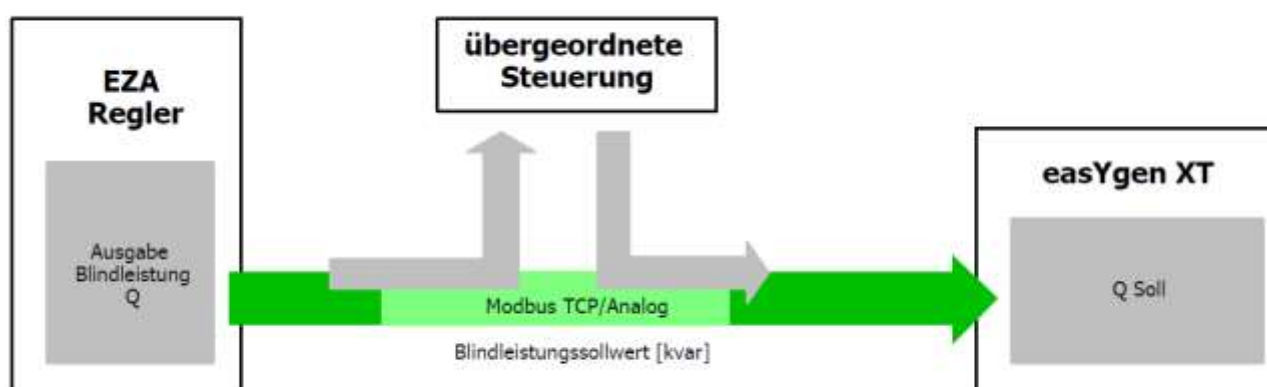 EZA
Regler
Ausgabe
Blindleistung
Q
übergeordnete
Steuerung
Modbus TCP/Analog
Blindleistungssollwert [kvar]
easYgen XT
Q Soll